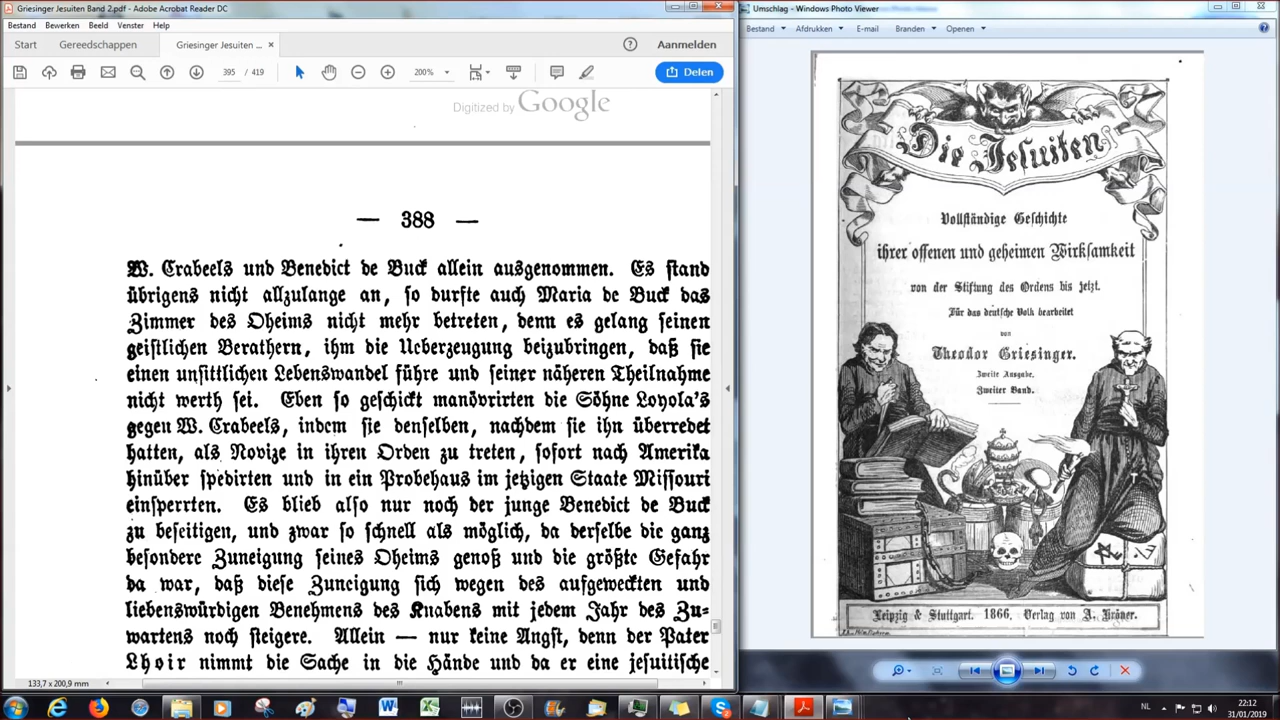 Griesinger Jesuiten Band 2.pdf - Adobe Acrobat Reader DC
Bestand Bewerken Beeld Venster Help
Start Gereedschappen Griesinger Jesuiten ... × Aanmelden
395 / 419 200% Delen
Digitized by Google
— 388 —
W. Crabeels und Benedict de Buck allein ausgenommen. Es stand
übrigens nicht allzulange an, so durfte auch Maria de Buck das
Zimmer des Oheims nicht mehr betreten, denn es gelang seinen
geistlichen Berathern, ihm die Ueberzeugung beizubringen, daß sie
einen unsittlichen Lebenswandel führe und seiner näheren Theilnahme
nicht werth sei. Eben so geschickt manövrirten die Söhne Loyola's
gegen W. Crabeels, indem sie denselben, nachdem sie ihn überredet
hatten, als Novize in ihren Orden zu treten, sofort nach Amerika
hinüber spedirten und in ein Probehaus im jetzigen Staate Missouri
einsperrten. Es blieb also nur noch der junge Benedict de Buck
zu beseitigen, und zwar so schnell als möglich, da derselbe die ganz
besondere Zuneigung seines Oheims genoß und die größte Gefahr
da war, daß diese Zuneigung sich wegen des aufgeweckten und
liebenswürdigen Benehmens des Knabens mit jedem Jahr des Zu-
wartens noch steigere. Allein — nur keine Angst, denn der Pater
Lhoir nimmt die Sache in die Hände und da er eine jesuitische
133,7 x 200,9 mm
Umschlag - Windows Photo Viewer
Bestand Afdrukken E-mail Branden Openen
Die Jesuiten
Vollständige Geschichte
ihrer offenen und geheimen Wirksamkeit
von der Stiftung des Ordens bis jetzt.
Für das deutsche Volk bearbeitet
von
Theodor Griesinger.
Zweite Ausgabe.
Zweiter Band.
Leipzig & Stuttgart. 1866. Verlag von A. Kröner.
NL 22:12
31/01/2019